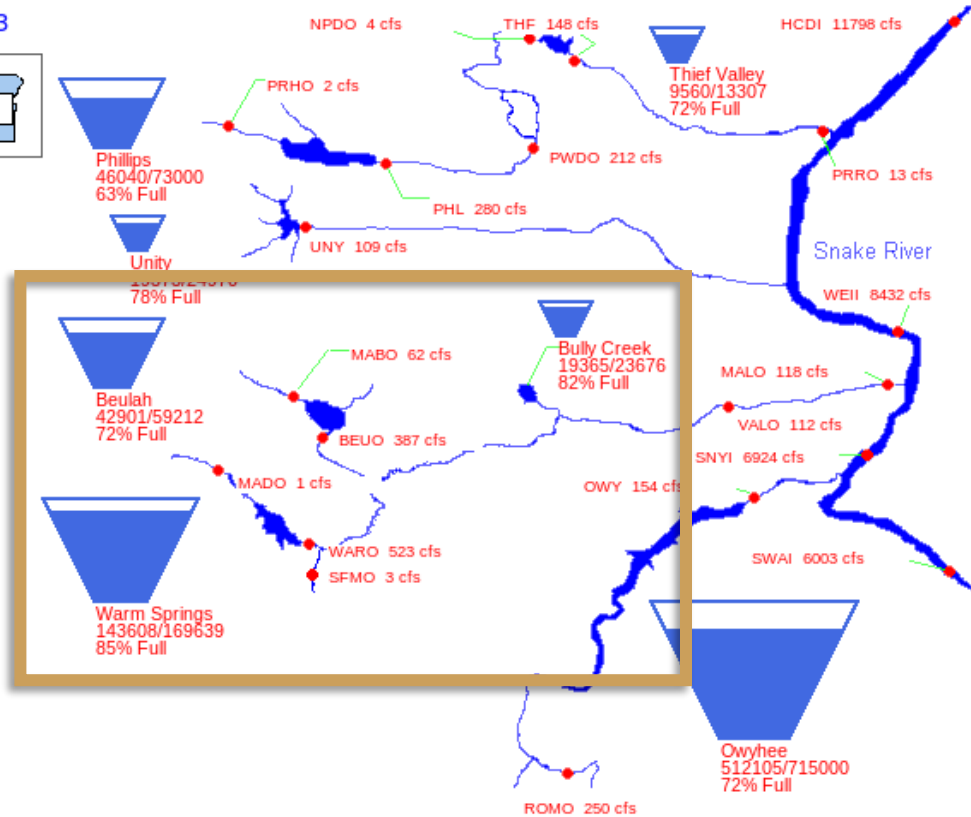 NPDO 4 cfs
THF 148 cfs
HCDI 11798 cfs
Thief Valley
9560/13307
72% Full
PRHO 2 cfs
Phillips
46040/73000
63% Full
PWDO 212 cfs
PRRO 13 cfs
PHL 280 cfs
UNY 109 cfs
Snake River
Unity
78% Full
WEII 8432 cfs
Bully Creek
19365/23676
82% Full
MABO 62 cfs
MALO 118 cfs
Beulah
42901/59212
72% Full
VALO 112 cfs
BEUO 387 cfs
SNYI 6924 cfs
MADO 1 cfs
OWY 154 cfs
WARO 523 cfs
SWAI 6003 cfs
SFMO 3 cfs
Warm Springs
143608/169639
85% Full
Owyhee
512105/715000
72% Full
ROMO 250 cfs